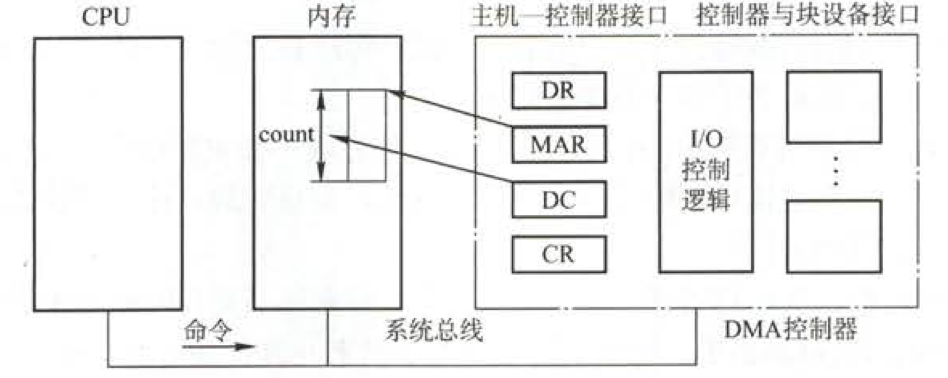 CPU
内存
主机—控制器接口
控制器与块设备接口
count
DR
MAR
DC
CR
I/O
控制
逻辑
命令
系统总线
DMA控制器